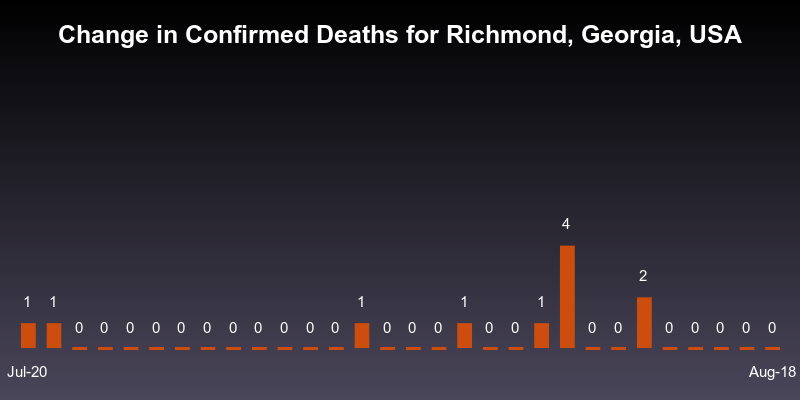 Change in Confirmed Deaths for Richmond, Georgia, USA
4
2
1 1 1 1 1
0 0 0 0 0 0 0 0 0 0 0 0 0 0 0 0 0 0 0 0 0 0 0
Jul-20 Aug-18